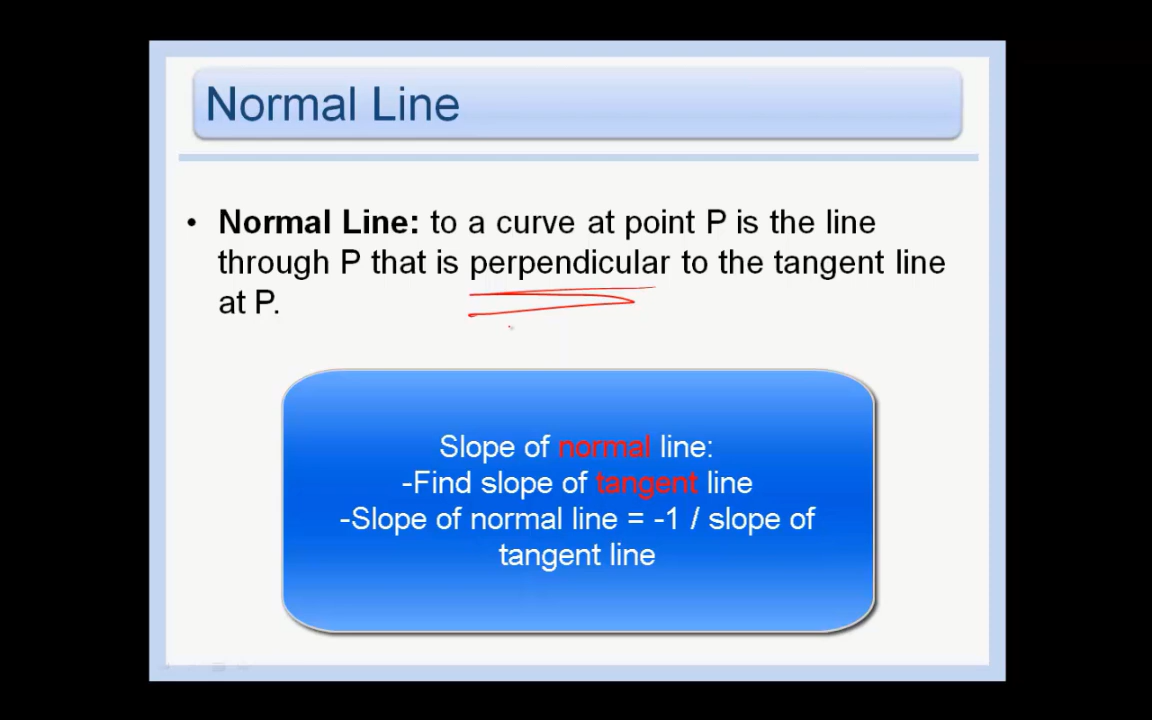 Normal Line
• Normal Line: to a curve at point P is the line
through P that is perpendicular to the tangent line
at P.
Slope of normal line:
-Find slope of tangent line
-Slope of normal line = -1 / slope of
tangent line